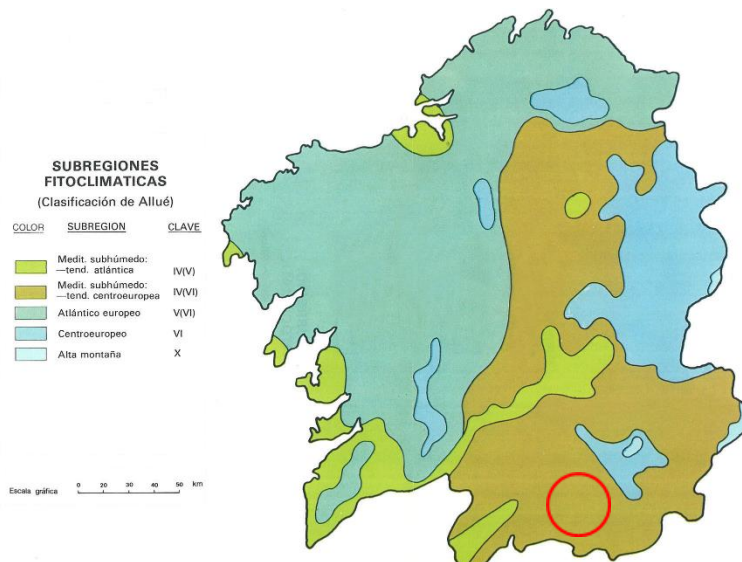 SUBREGIONES
FITOCLIMATICAS
(Clasificación de Allué)
COLOR SUBREGION CLAVE
Medit. subhúmedo:
—tend. atlántica IV(V)
Medit. subhúmedo:
—tend. centroeuropea IV(VI)
Atlántico europeo V(VI)
Centroeuropeo VI
Alta montaña X
Escala gráfica 0 10 20 30 40 50 km